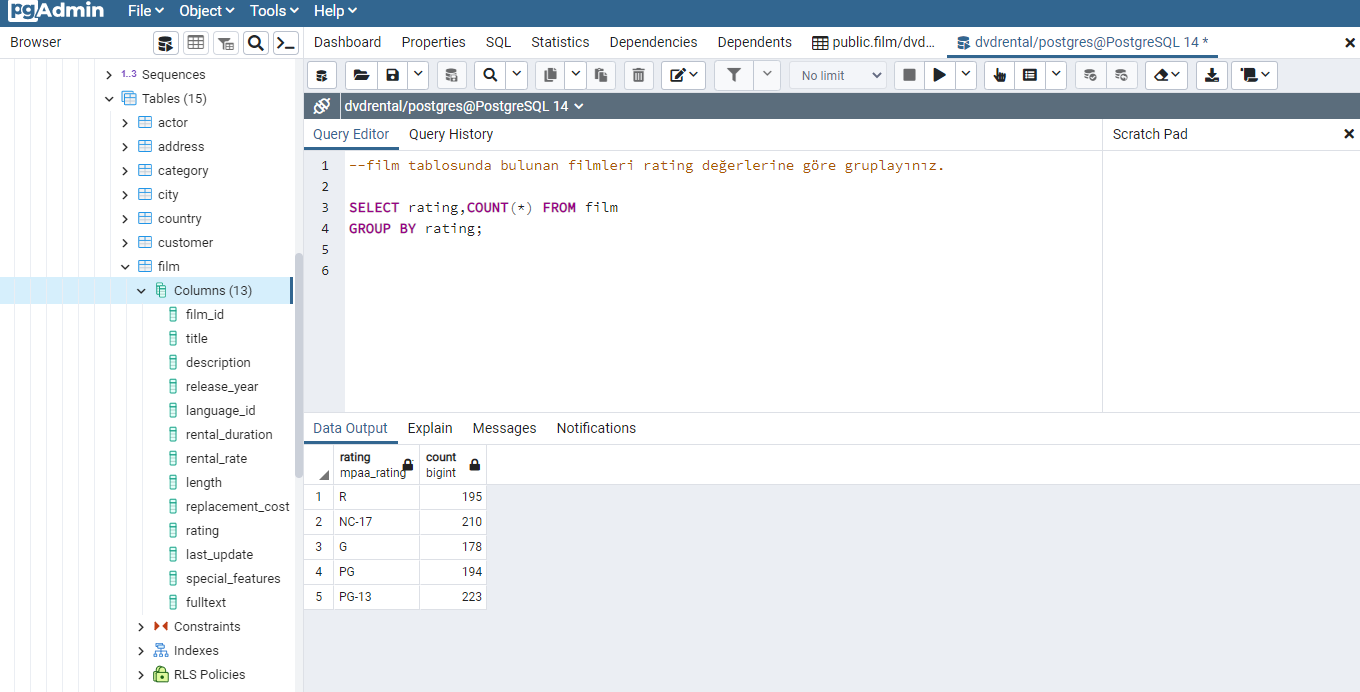 pgAdmin File Object Tools Help
Browser
Dashboard Properties SQL Statistics Dependencies Dependents public.film/dvd... dvdrental/postgres@PostgreSQL 14 *
1..3 Sequences
Tables (15)
actor
address
category
city
country
customer
film
Columns (13)
film_id
title
description
release_year
language_id
rental_duration
rental_rate
length
replacement_cost
rating
last_update
special_features
fulltext
Constraints
Indexes
RLS Policies
No limit
dvdrental/postgres@PostgreSQL 14
Query Editor Query History
Scratch Pad
1 --film tablosunda bulunan filmleri rating değerlerine göre gruplayınız.
2
3 SELECT rating,COUNT(*) FROM film
4 GROUP BY rating;
5
6
Data Output Explain Messages Notifications
rating count
mpaa_rating bigint
1 R 195
2 NC-17 210
3 G 178
4 PG 194
5 PG-13 223